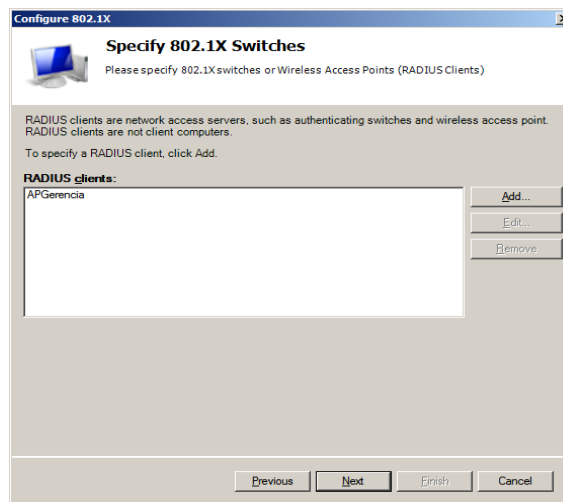 Configure 802.1X
Specify 802.1X Switches
Please specify 802.1X switches or Wireless Access Points (RADIUS Clients)
RADIUS clients are network access servers, such as authenticating switches and wireless access point.
RADIUS clients are not client computers.
To specify a RADIUS client, click Add.
RADIUS clients:
APGerencia
Add...
Edit...
Remove
Previous
Next
Finish
Cancel